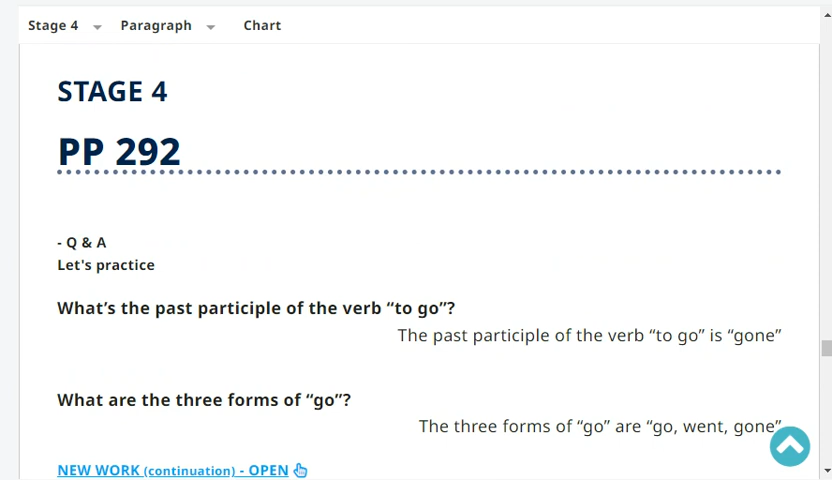 Stage 4 Paragraph Chart
STAGE 4
PP 292
- Q & A
Let's practice
What’s the past participle of the verb “to go”?
The past participle of the verb “to go” is “gone”
What are the three forms of “go”?
The three forms of “go” are “go, went, gone”
NEW WORK (continuation) - OPEN